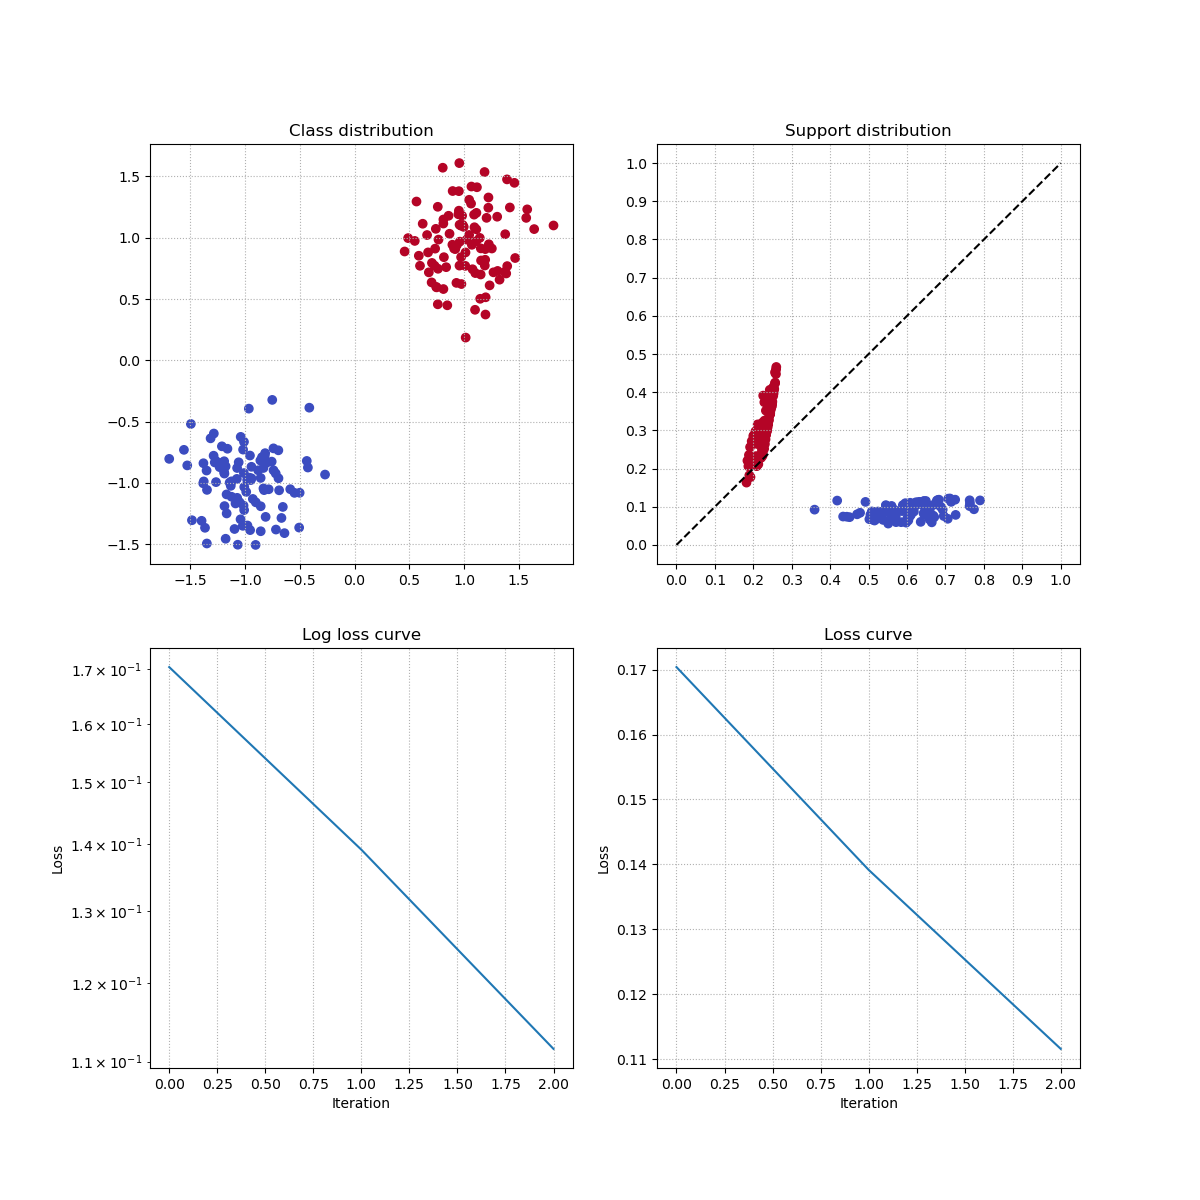 Class distribution
1.5
1.0
0.5
0.0
−0.5
−1.0
−1.5
−1.5 −1.0 −0.5 0.0 0.5 1.0 1.5
Support distribution
1.0
0.9
0.8
0.7
0.6
0.5
0.4
0.3
0.2
0.1
0.0
0.0 0.1 0.2 0.3 0.4 0.5 0.6 0.7 0.8 0.9 1.0
Log loss curve
1.7 × 10⁻¹
1.6 × 10⁻¹
1.5 × 10⁻¹
1.4 × 10⁻¹
1.3 × 10⁻¹
1.2 × 10⁻¹
1.1 × 10⁻¹
Loss
0.00 0.25 0.50 0.75 1.00 1.25 1.50 1.75 2.00
Iteration
Loss curve
0.17
0.16
0.15
0.14
0.13
0.12
0.11
Loss
0.00 0.25 0.50 0.75 1.00 1.25 1.50 1.75 2.00
Iteration